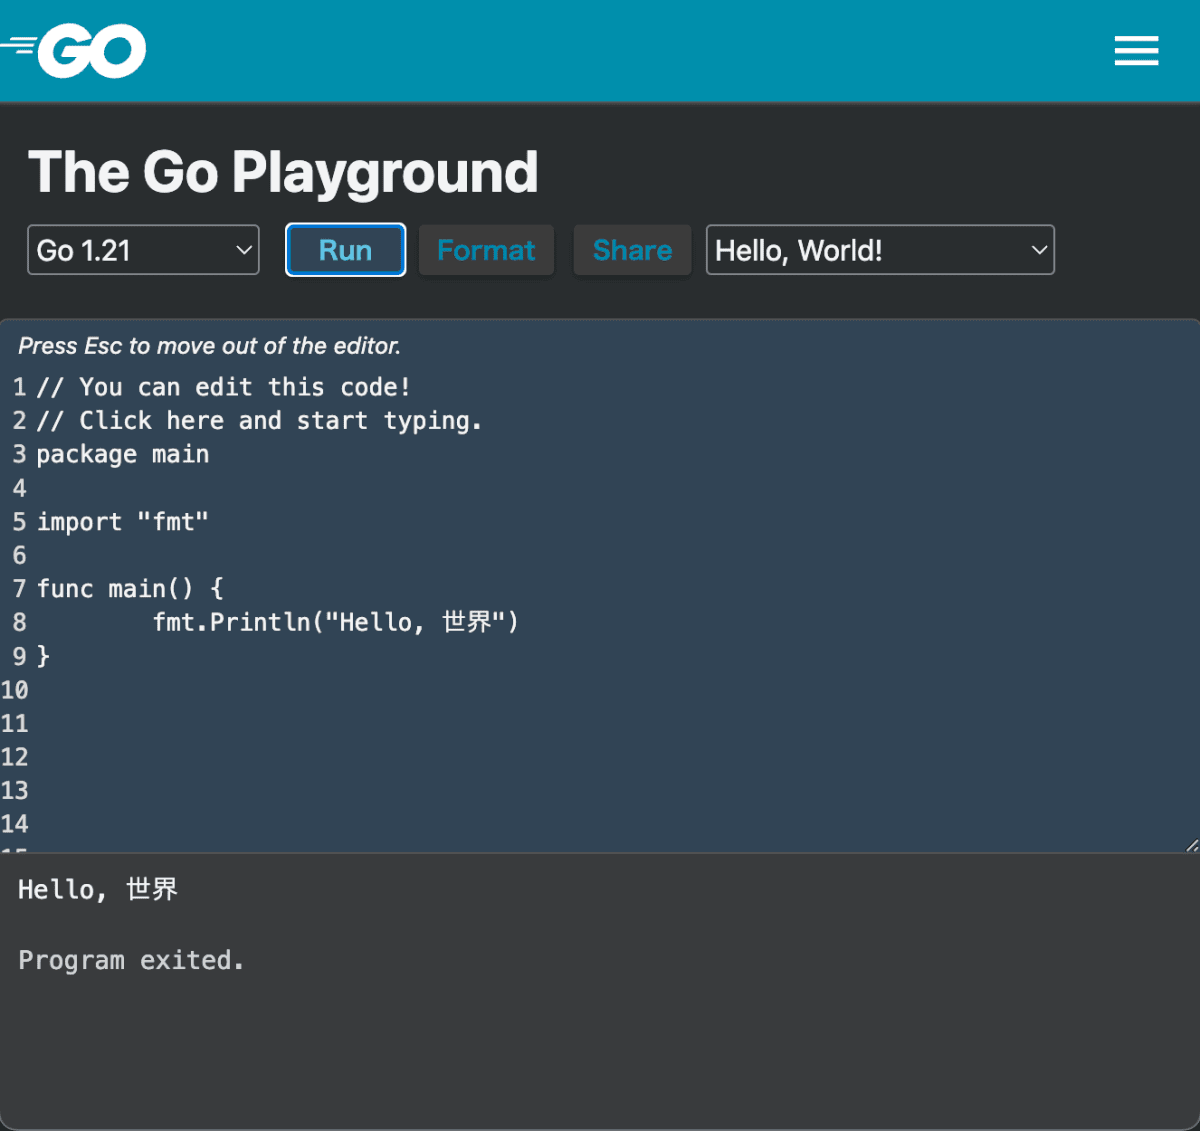 GO
The Go Playground
Go 1.21 Run Format Share Hello, World!
Press Esc to move out of the editor.
1 // You can edit this code!
2 // Click here and start typing.
3 package main
4
5 import "fmt"
6
7 func main() {
8 fmt.Println("Hello, 世界")
9 }
10
11
12
13
14
Hello, 世界
Program exited.